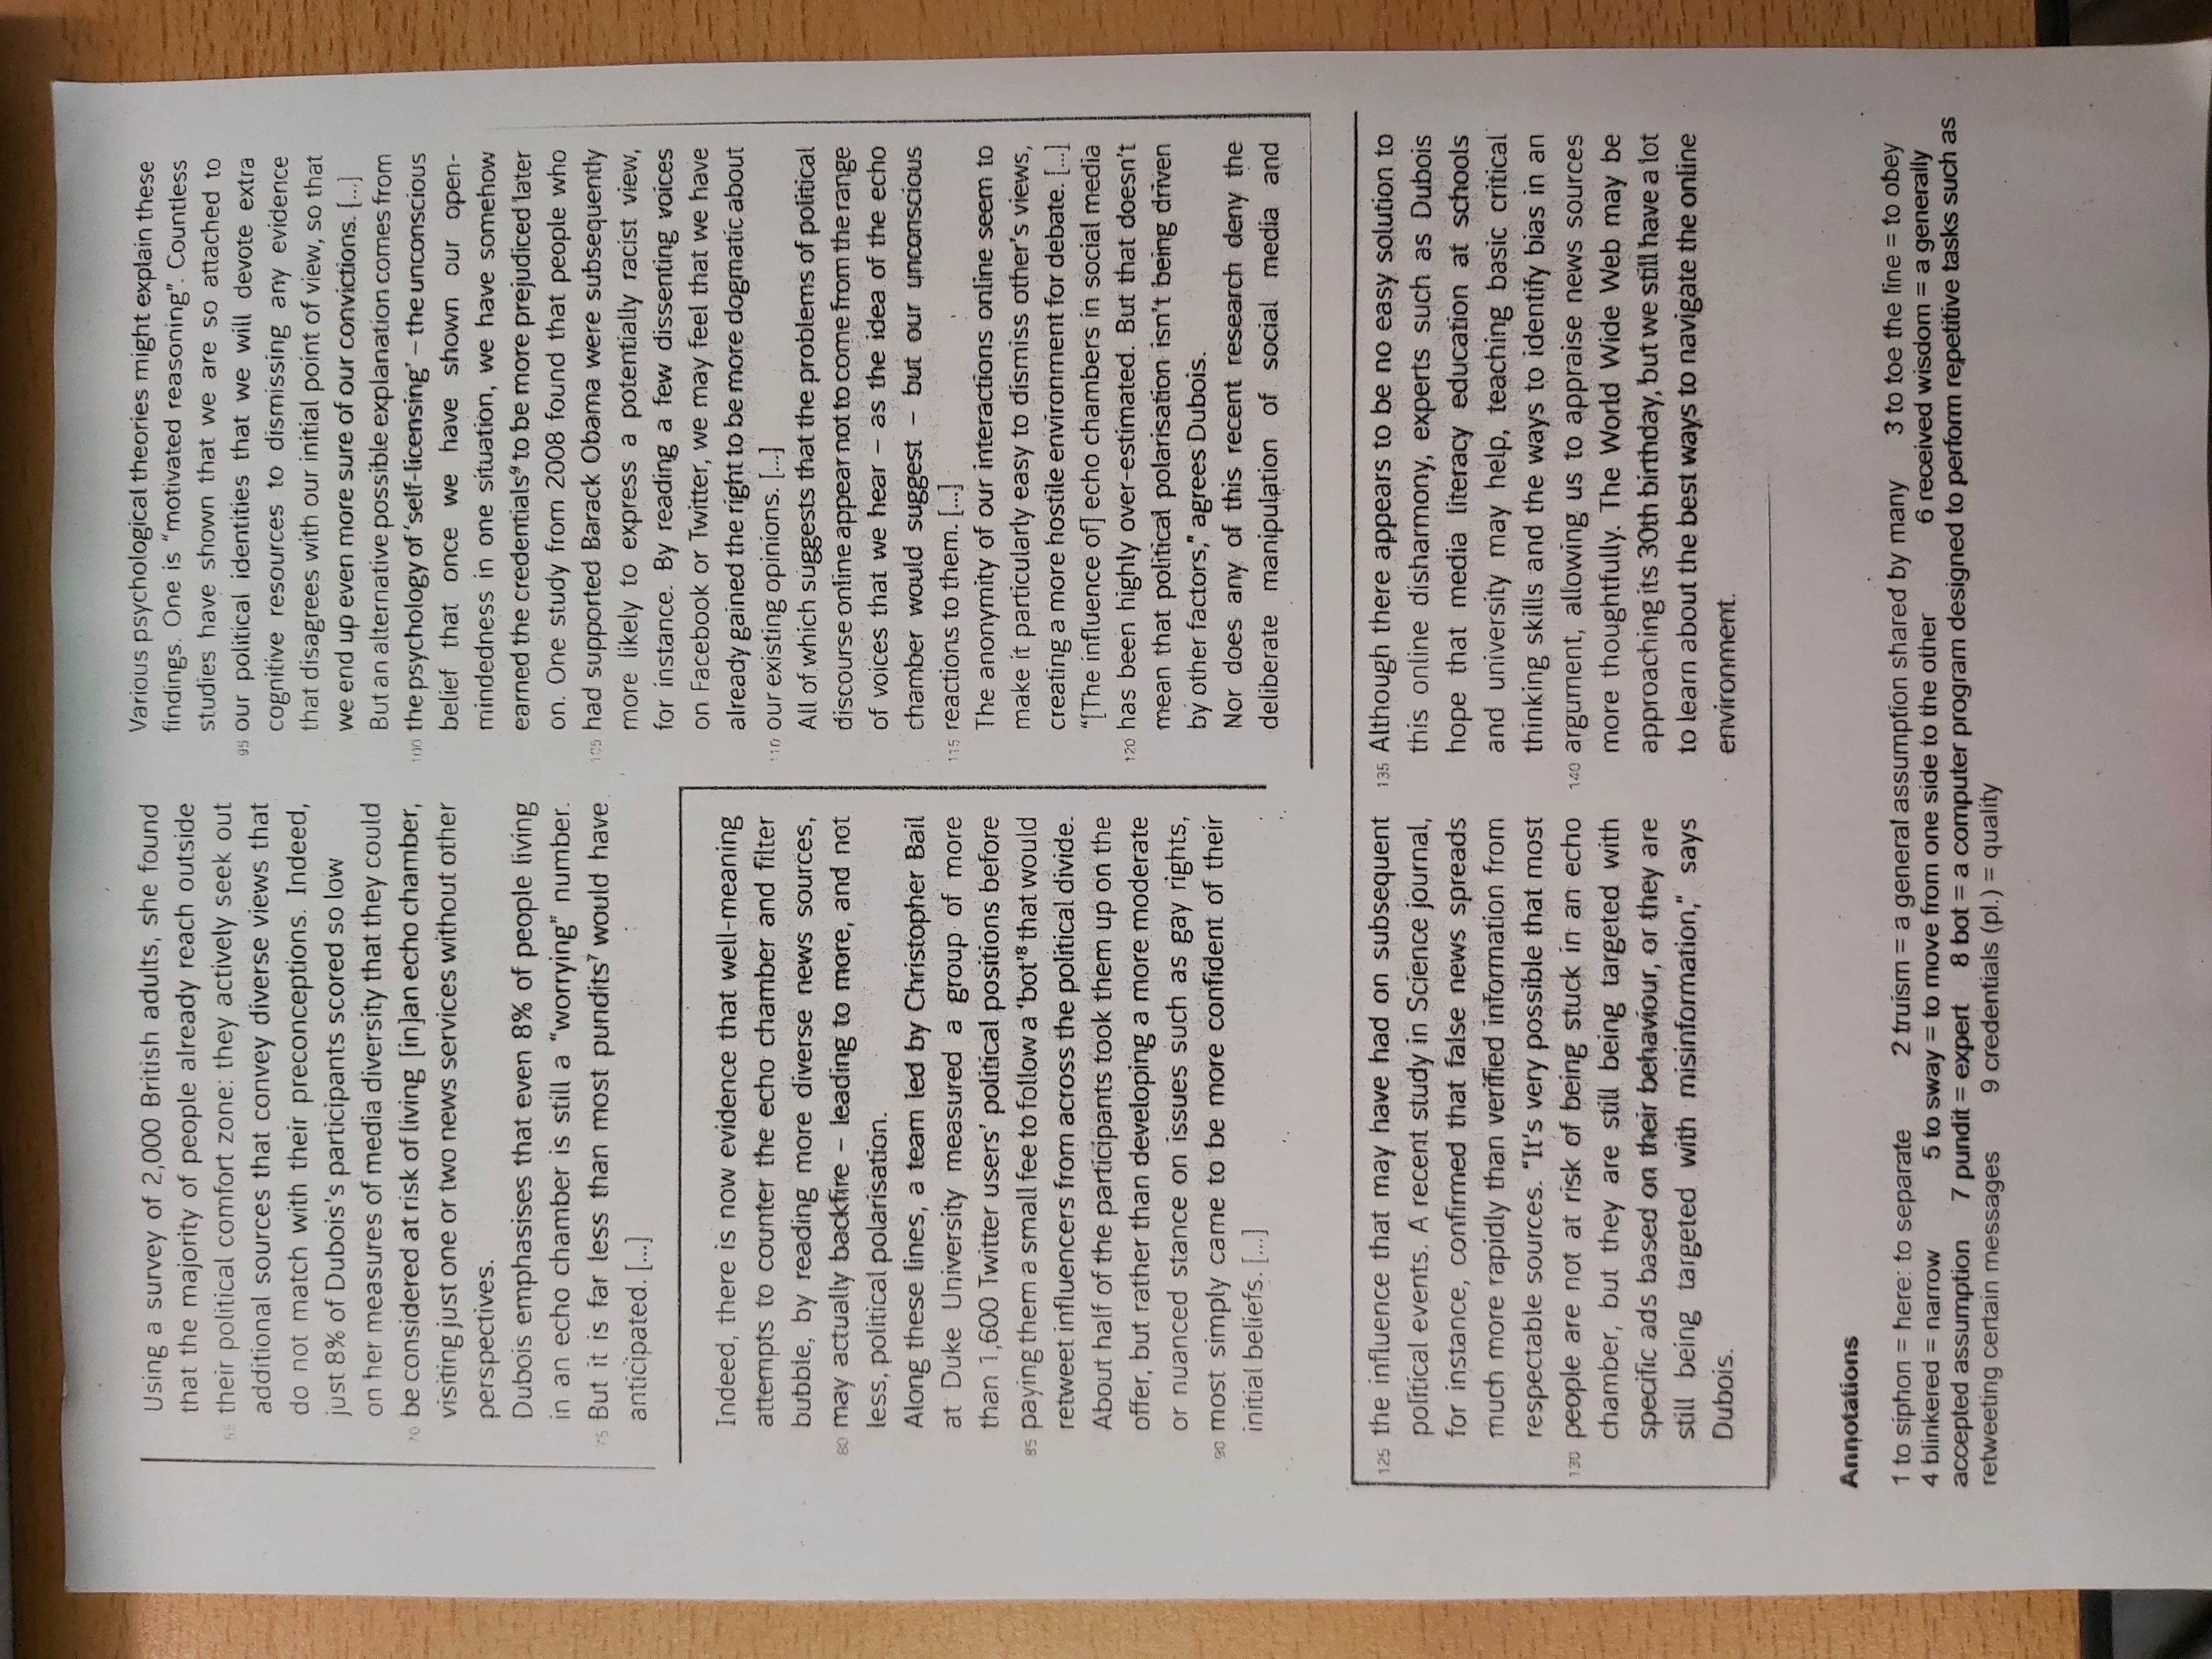 Using a survey of 2,000 British adults, she found
that the majority of people already reach outside
65 their political comfort zone: they actively seek out
additional sources that convey diverse views that
do not match with their preconceptions. Indeed,
just 8% of Dubois's participants scored so low
on her measures of media diversity that they could
70 be considered at risk of living [in]an echo chamber,
visiting just one or two news services without other
perspectives.
Dubois emphasises that even 8% of people living
in an echo chamber is still a “worrying” number.
75 But it is far less than most pundits⁷ would have
anticipated. [...]
Indeed, there is now evidence that well-meaning
attempts to counter the echo chamber and filter
bubble, by reading more diverse news sources,
80 may actually backfire – leading to more, and not
less, political polarisation.
Along these lines, a team led by Christopher Bail
at Duke University measured a group of more
than 1,600 Twitter users' political positions before
85 paying them a small fee to follow a ‘bot’⁸ that would
retweet influencers from across the political divide.
About half of the participants took them up on the
offer, but rather than developing a more moderate
or nuanced stance on issues such as gay rights,
90 most simply came to be more confident of their
initial beliefs. [...]
Various psychological theories might explain these
findings. One is “motivated reasoning”. Countless
studies have shown that we are so attached to
95 our political identities that we will devote extra
cognitive resources to dismissing any evidence
that disagrees with our initial point of view, so that
we end up even more sure of our convictions. [...]
But an alternative possible explanation comes from
100 the psychology of ‘self-licensing’ – the unconscious
belief that once we have shown our open-
mindedness in one situation, we have somehow
earned the credentials⁹ to be more prejudiced later
on. One study from 2008 found that people who
105 had supported Barack Obama were subsequently
more likely to express a potentially racist view,
for instance. By reading a few dissenting voices
on Facebook or Twitter, we may feel that we have
already gained the right to be more dogmatic about
110 our existing opinions. [...]
All of which suggests that the problems of political
discourse online appear not to come from the range
of voices that we hear – as the idea of the echo
chamber would suggest – but our unconscious
115 reactions to them. [...]
The anonymity of our interactions online seem to
make it particularly easy to dismiss other's views,
creating a more hostile environment for debate. [...]
“[The influence of] echo chambers in social media
120 has been highly over-estimated. But that doesn't
mean that political polarisation isn't being driven
by other factors,” agrees Dubois.
Nor does any of this recent research deny the
deliberate manipulation of social media and
125 the influence that may have had on subsequent
political events. A recent study in Science journal,
for instance, confirmed that false news spreads
much more rapidly than verified information from
respectable sources. “It's very possible that most
130 people are not at risk of being stuck in an echo
chamber, but they are still being targeted with
specific ads based on their behaviour, or they are
still being targeted with misinformation,” says
Dubois.
135 Although there appears to be no easy solution to
this online disharmony, experts such as Dubois
hope that media literacy education at schools
and university may help, teaching basic critical
thinking skills and the ways to identify bias in an
140 argument, allowing us to appraise news sources
more thoughtfully. The World Wide Web may be
approaching its 30th birthday, but we still have a lot
to learn about the best ways to navigate the online
environment.
Annotations
1 to siphon = here: to separate 2 truism = a general assumption shared by many 3 to toe the line = to obey
4 blinkered = narrow 5 to sway = to move from one side to the other 6 received wisdom = a generally
accepted assumption 7 pundit = expert 8 bot = a computer program designed to perform repetitive tasks such as
retweeting certain messages 9 credentials (pl.) = quality